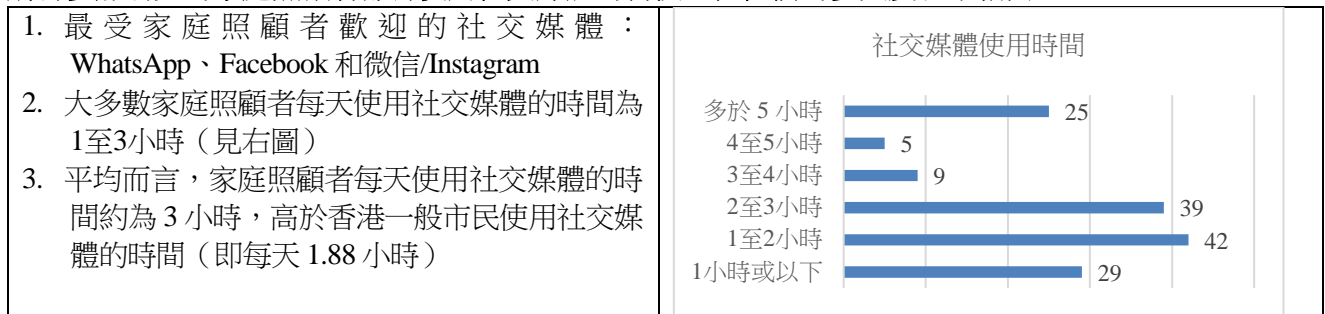 1. 最受家庭照顧者歡迎的社交媒體：
WhatsApp、Facebook 和微信/Instagram
2. 大多數家庭照顧者每天使用社交媒體的時間為
1至3小時（見右圖）
3. 平均而言，家庭照顧者每天使用社交媒體的時
間約為 3 小時，高於香港一般市民使用社交媒
體的時間（即每天 1.88 小時）
社交媒體使用時間
多於 5 小時 25
4至5小時 5
3至4小時 9
2至3小時 39
1至2小時 42
1小時或以下 29